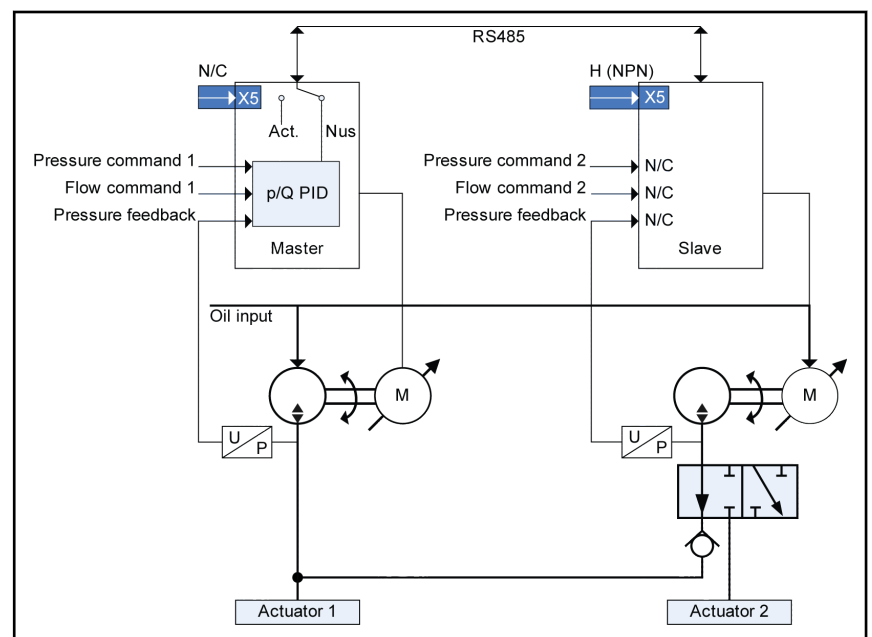 RS485
N/C
H (NPN)
X5
X5
Act.
Nus
Pressure command 1
Flow command 1
Pressure feedback
p/Q PID
Master
Pressure command 2
Flow command 2
Pressure feedback
N/C
N/C
N/C
Slave
Oil input
M
M
U
P
U
P
Actuator 1
Actuator 2